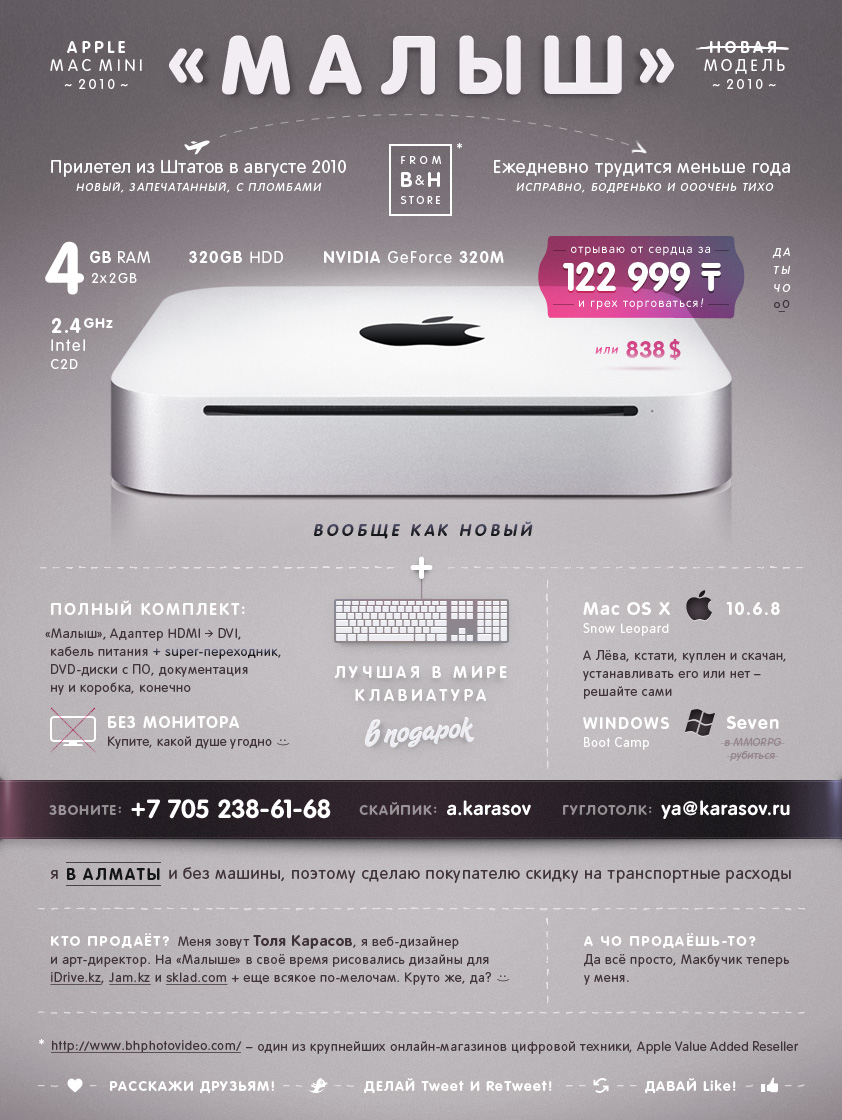 APPLE
MAC MINI
~ 2010 ~
«МАЛЫШ»
НОВАЯ
МОДЕЛЬ
~ 2010 ~
Прилетел из Штатов в августе 2010
НОВЫЙ, ЗАПЕЧАТАННЫЙ, С ПЛОМБАМИ
FROM
B&H
STORE
*
Ежедневно трудится меньше года
ИСПРАВНО, БОДРЕНЬКО И ОООЧЕНЬ ТИХО
4 GB RAM
2x2GB
320GB HDD
NVIDIA GeForce 320M
отрываю от сердца за
122 999 ₸
и грех торговаться!
ДА
ТЫ
ЧО
o_O
2.4GHz
Intel
C2D
или 838$
ВООБЩЕ КАК НОВЫЙ
+
ПОЛНЫЙ КОМПЛЕКТ:
«Малыш», Адаптер HDMI → DVI,
кабель питания + super-переходник,
DVD-диски с ПО, документация
ну и коробка, конечно
БЕЗ МОНИТОРА
Купите, какой душе угодно
ЛУЧШАЯ В МИРЕ
КЛАВИАТУРА
в подарок
Mac OS X 10.6.8
Snow Leopard
А Лёва, кстати, куплен и скачан,
устанавливать его или нет –
решайте сами
WINDOWS Seven
Boot Camp
в MMORPG
рубиться
ЗВОНИТЕ: +7 705 238-61-68 СКАЙПИК: a.karasov ГУГЛОТОЛК: ya@karasov.ru
я В АЛМАТЫ и без машины, поэтому сделаю покупателю скидку на транспортные расходы
КТО ПРОДАЁТ? Меня зовут Толя Карасов, я веб-дизайнер
и арт-директор. На «Малыше» в своё время рисовались дизайны для
iDrive.kz, Jam.kz и sklad.com + еще всякое по-мелочам. Круто же, да?
А ЧО ПРОДАЁШЬ-ТО?
Да всё просто, Макбучик теперь
у меня.
* http://www.bhphotovideo.com/ – один из крупнейших онлайн-магазинов цифровой техники, Apple Value Added Reseller
РАССКАЖИ ДРУЗЬЯМ! ДЕЛАЙ Tweet И ReTweet! ДАВАЙ Like!